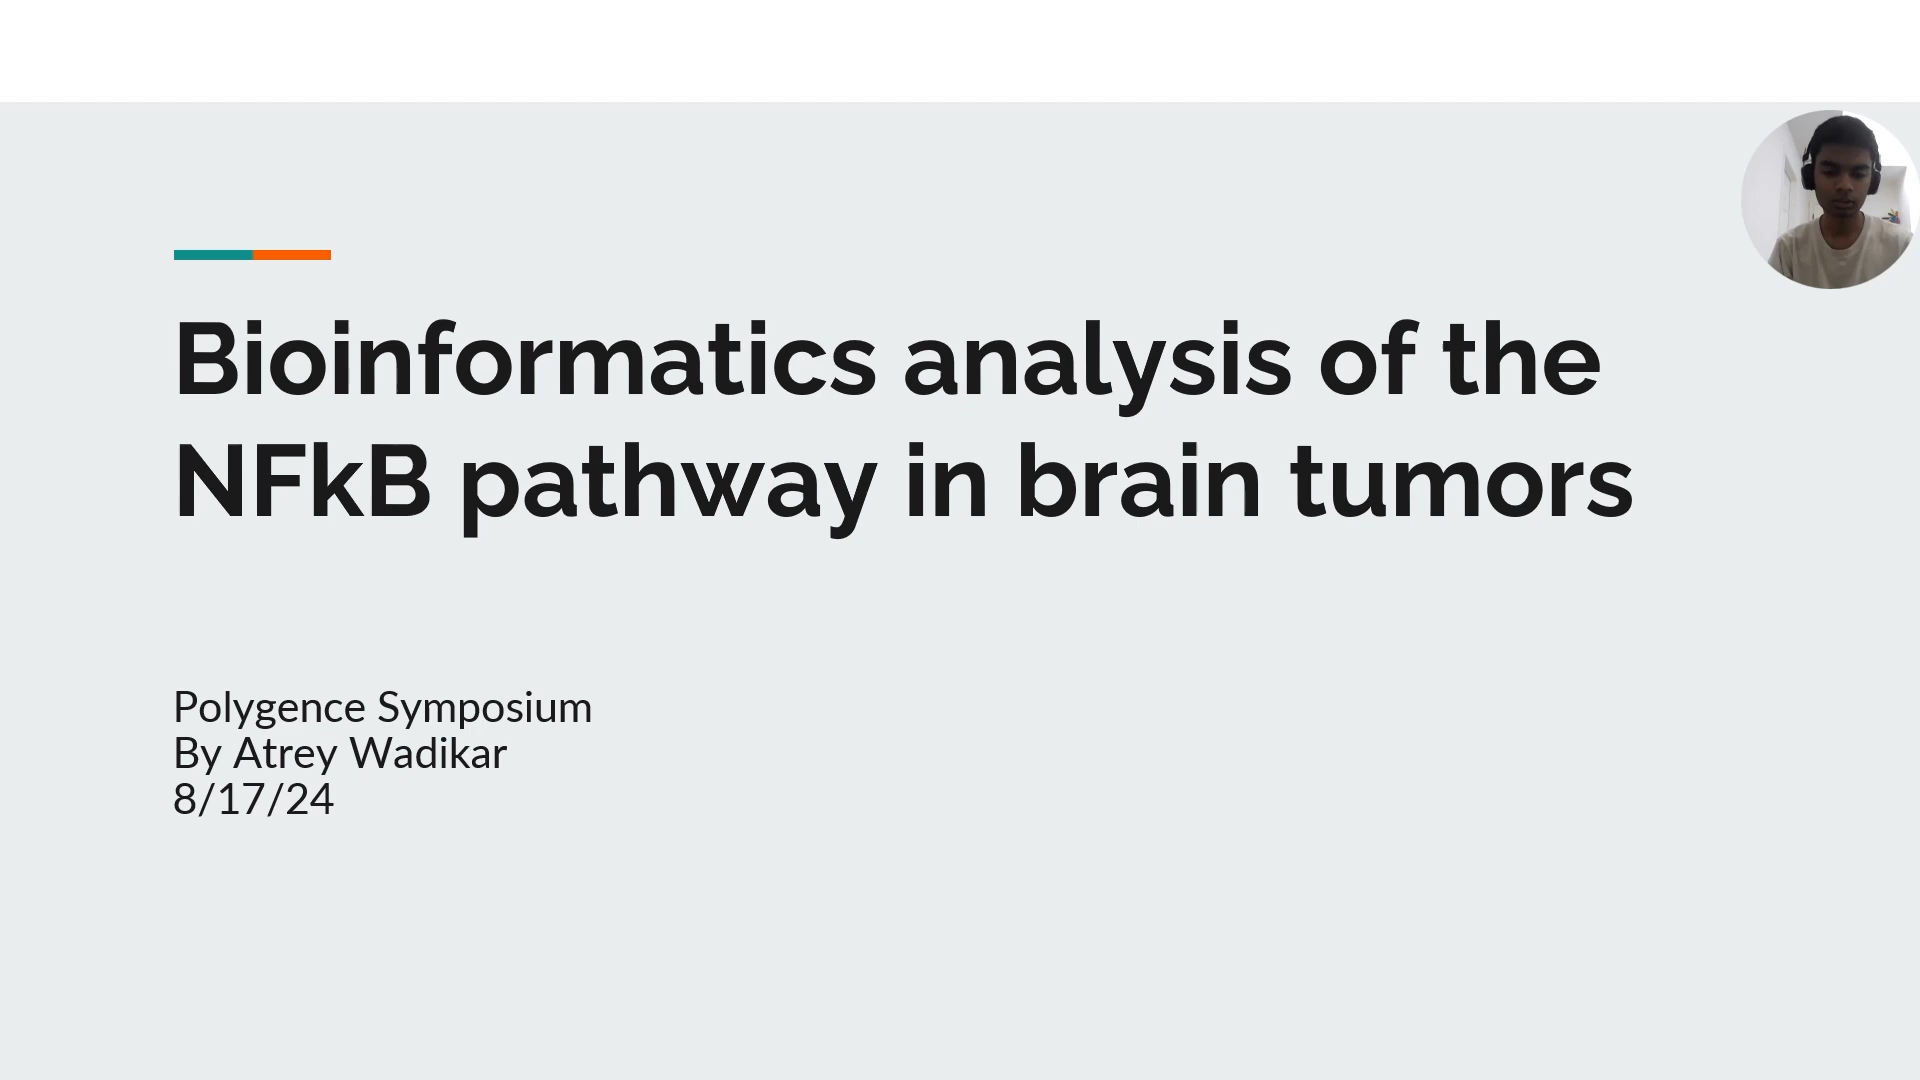 Bioinformatics analysis of the
NFkB pathway in brain tumors
Polygence Symposium
By Atrey Wadikar
8/17/24